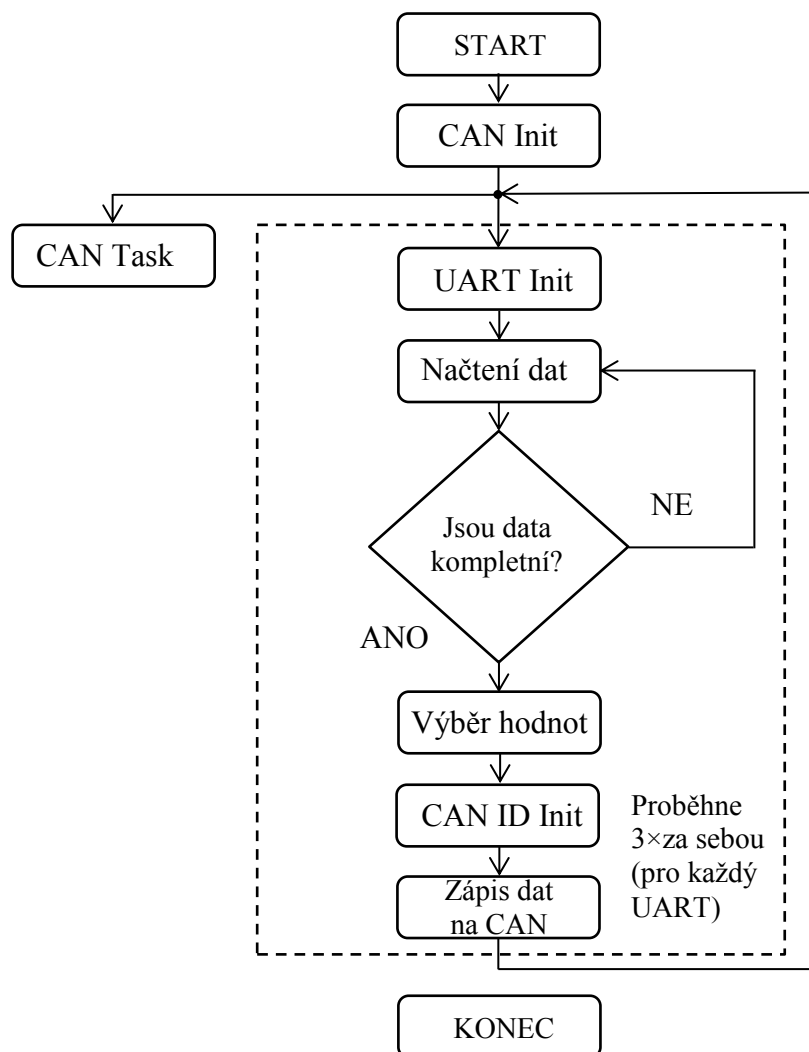 START
CAN Init
CAN Task
UART Init
Načtení dat
Jsou data
kompletní?
NE
ANO
Výběr hodnot
CAN ID Init
Proběhne
3×za sebou
(pro každý
UART)
Zápis dat
na CAN
KONEC